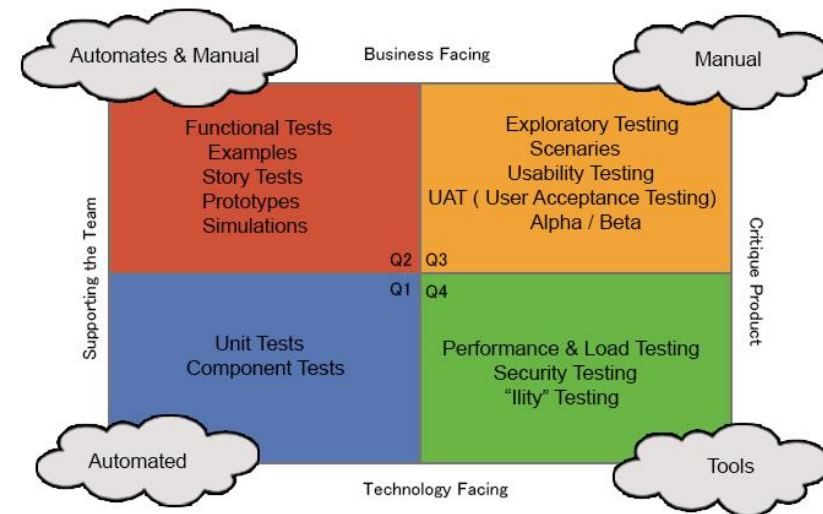 Automates & Manual
Business Facing
Manual
Functional Tests
Examples
Story Tests
Prototypes
Simulations
Exploratory Testing
Scenaries
Usability Testing
UAT ( User Acceptance Testing)
Alpha / Beta
Supporting the Team
Critique Product
Q2
Q3
Q1
Q4
Unit Tests
Component Tests
Performance & Load Testing
Security Testing
“Ility” Testing
Automated
Tools
Technology Facing